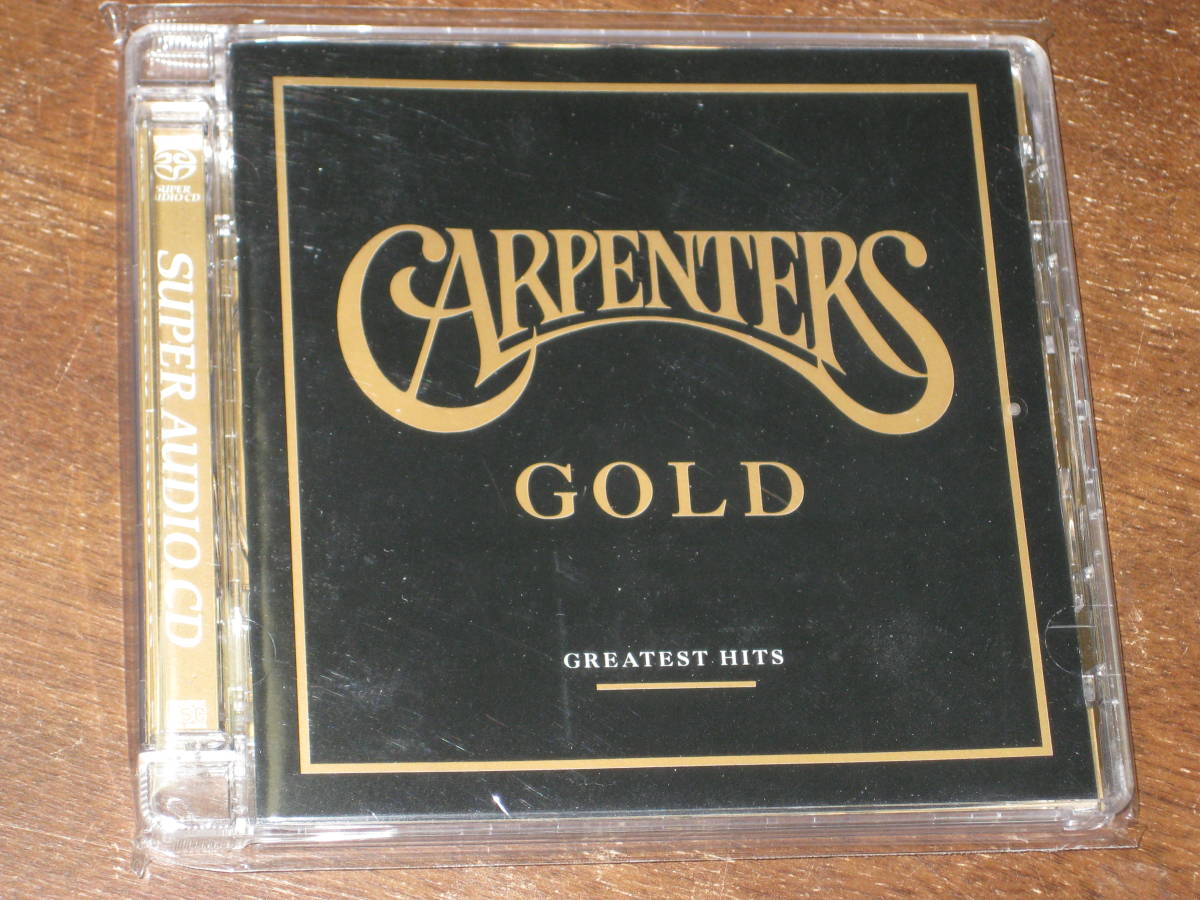 CARPENTERS
GOLD
GREATEST HITS
SUPER
AUDIO CD
SUPER AUDIO CD